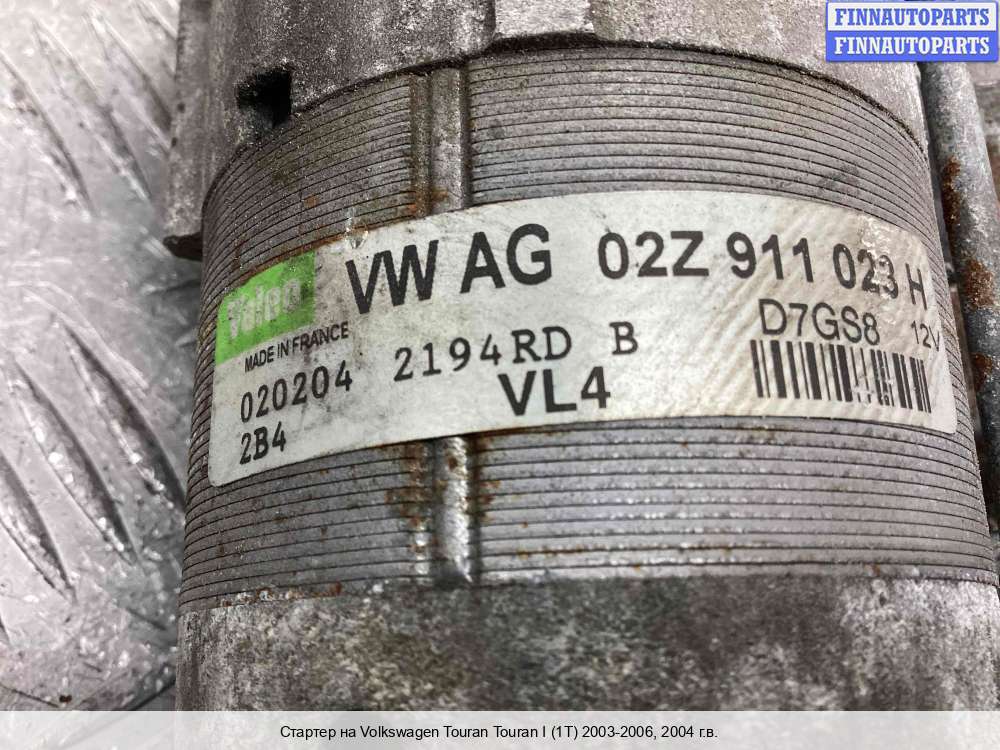 FINNAUTOPARTS
FINNAUTOPARTS
Valeo
VW AG 02Z 911 023 H
MADE IN FRANCE
D7GS8 12V
020204 2194RD B
2B4
VL4
Стартер на Volkswagen Touran Touran I (1T) 2003-2006, 2004 г.в.